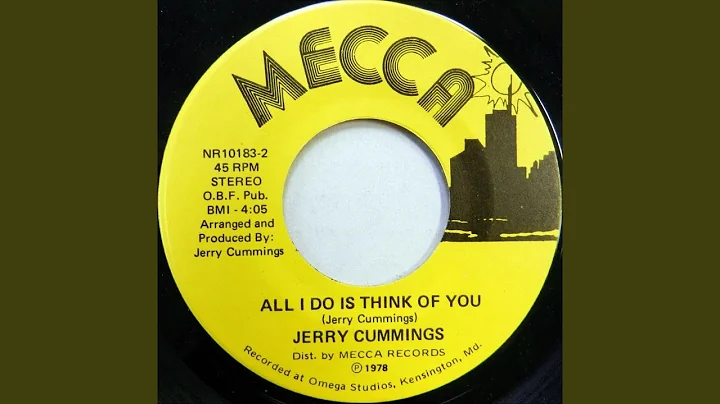 MECCA
NR10183-2
45 RPM
STEREO
O.B.F. Pub.
BMI - 4:05
Arranged and
Produced By:
Jerry Cummings
ALL I DO IS THINK OF YOU
(Jerry Cummings)
JERRY CUMMINGS
Dist. by MECCA RECORDS
℗ 1978
Recorded at Omega Studios, Kensington, Md.